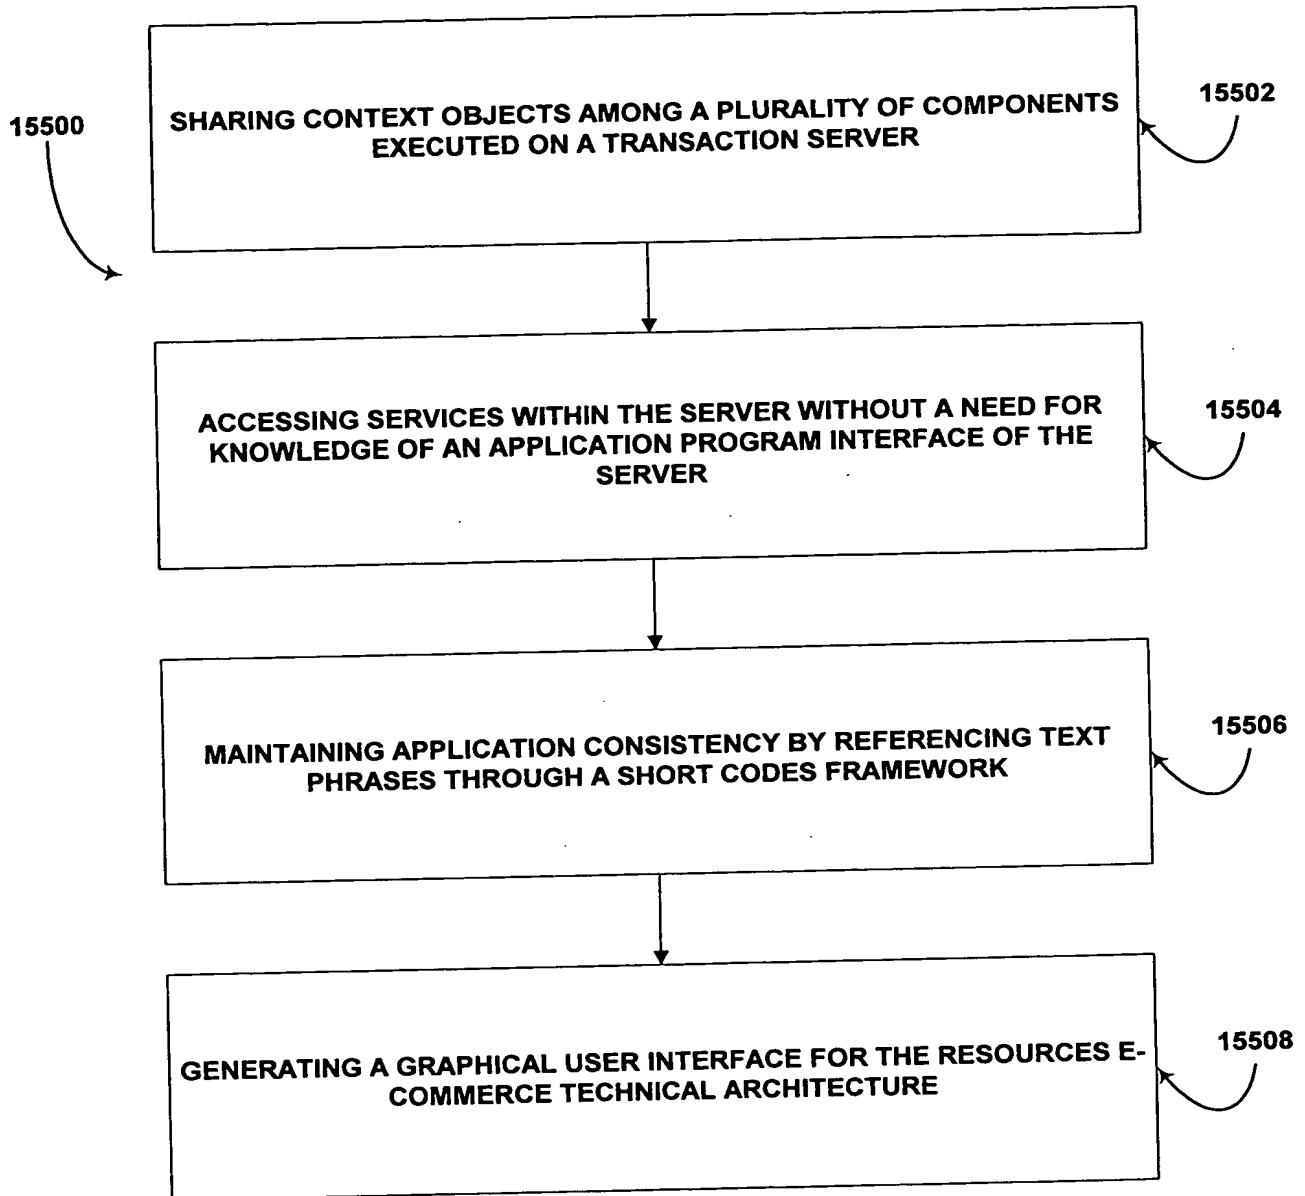 15500
15502
SHARING CONTEXT OBJECTS AMONG A PLURALITY OF COMPONENTS
EXECUTED ON A TRANSACTION SERVER
15504
ACCESSING SERVICES WITHIN THE SERVER WITHOUT A NEED FOR
KNOWLEDGE OF AN APPLICATION PROGRAM INTERFACE OF THE
SERVER
15506
MAINTAINING APPLICATION CONSISTENCY BY REFERENCING TEXT
PHRASES THROUGH A SHORT CODES FRAMEWORK
15508
GENERATING A GRAPHICAL USER INTERFACE FOR THE RESOURCES E-
COMMERCE TECHNICAL ARCHITECTURE